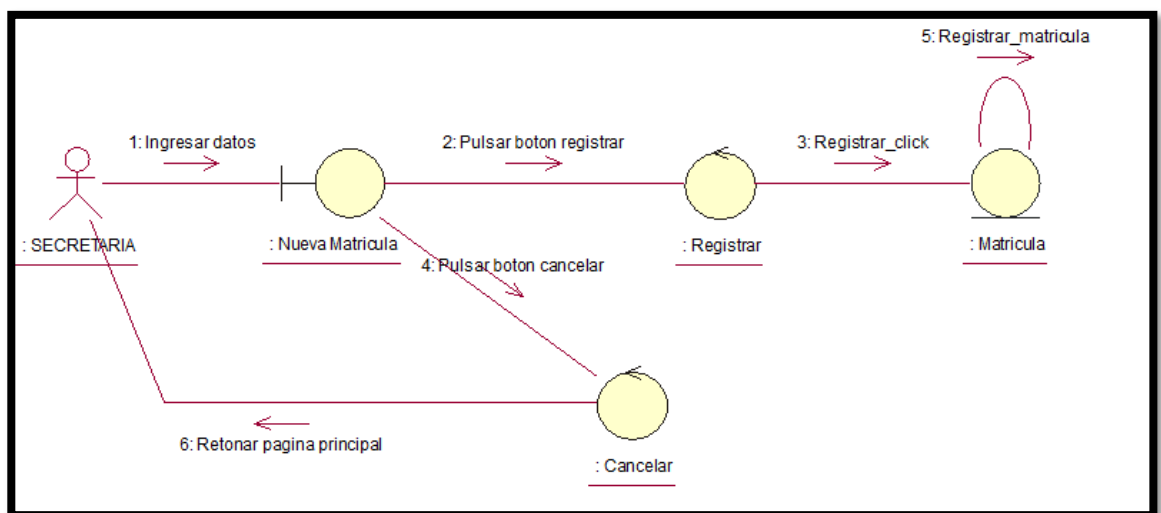 5: Registrar_matricula
1: Ingresar datos
2: Pulsar boton registrar
3: Registrar_click
: SECRETARIA
: Nueva Matricula
: Registrar
: Matricula
4: Pulsar boton cancelar
6: Retonar pagina principal
: Cancelar